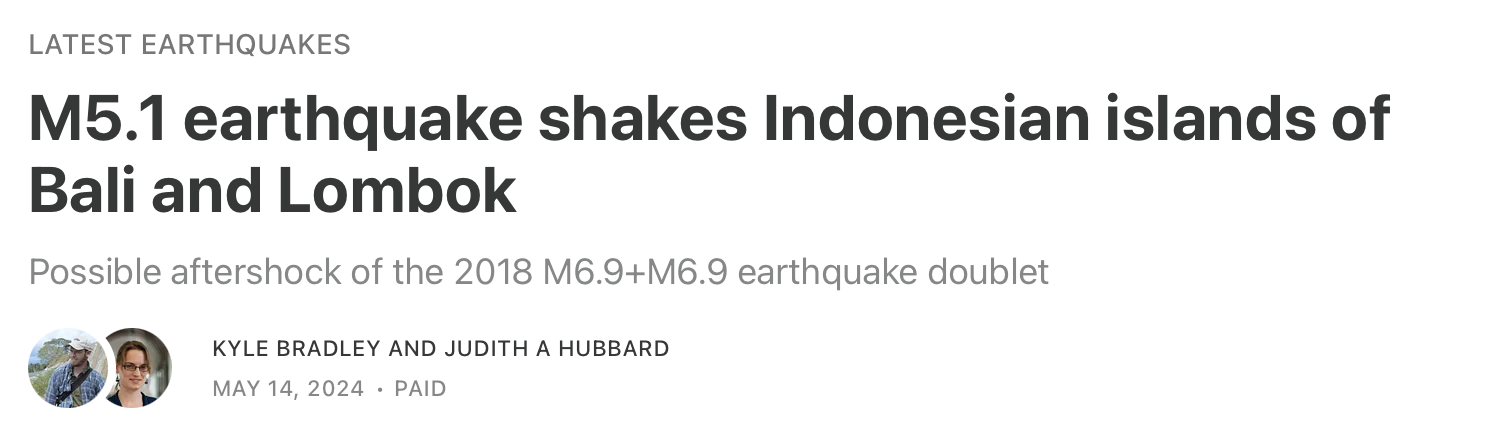 LATEST EARTHQUAKES
M5.1 earthquake shakes Indonesian islands of
Bali and Lombok
Possible aftershock of the 2018 M6.9+M6.9 earthquake doublet
KYLE BRADLEY AND JUDITH A HUBBARD
MAY 14, 2024 • PAID